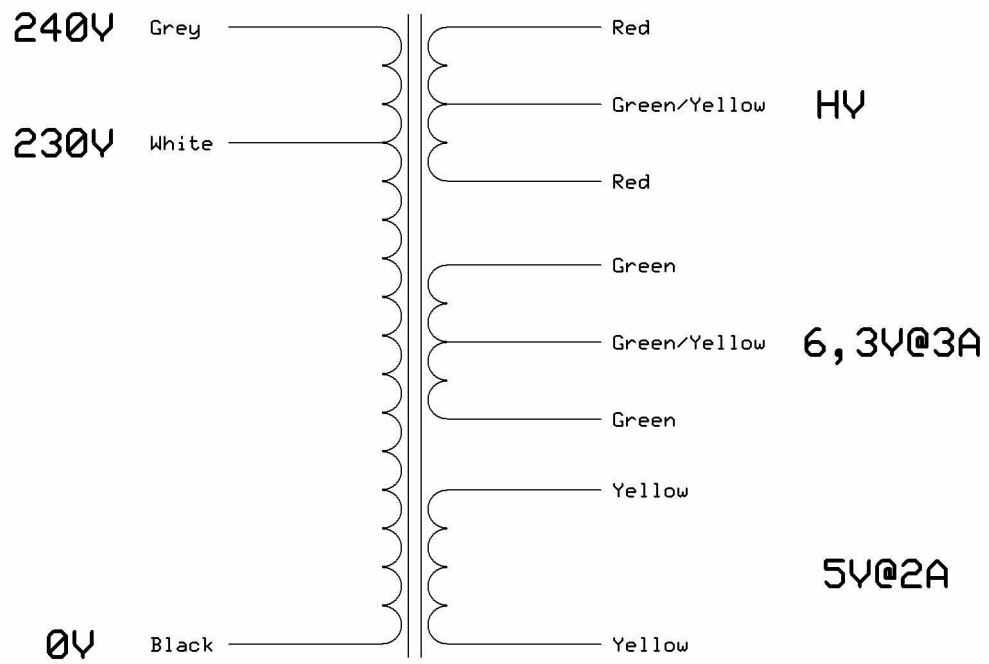 240V Grey
Red
Green/Yellow HV
230V White
Red
Green
Green/Yellow 6,3V@3A
Green
Yellow
5V@2A
0V Black
Yellow